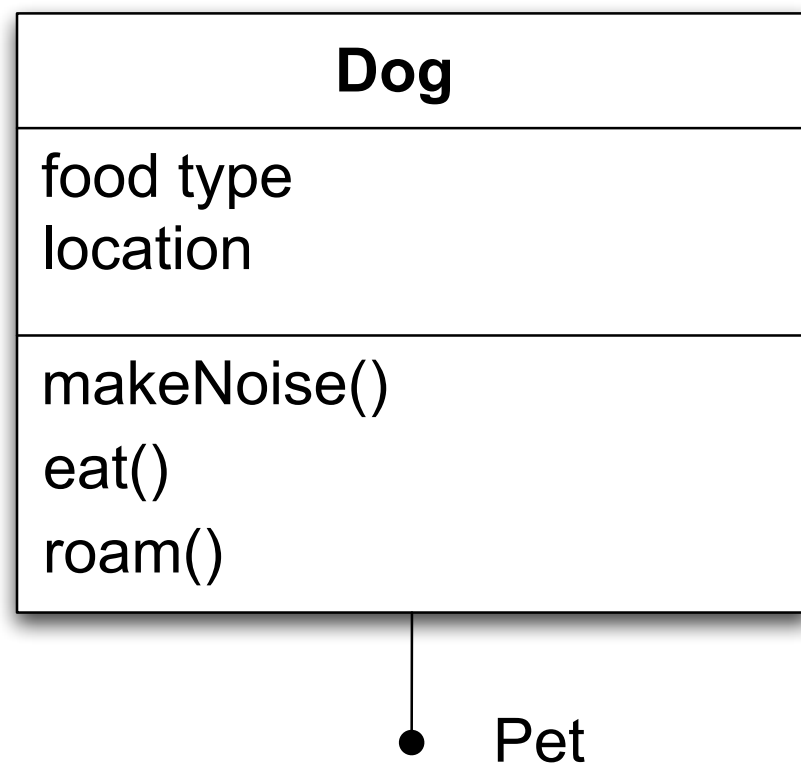 Dog
food type
location
makeNoise()
eat()
roam()
Pet